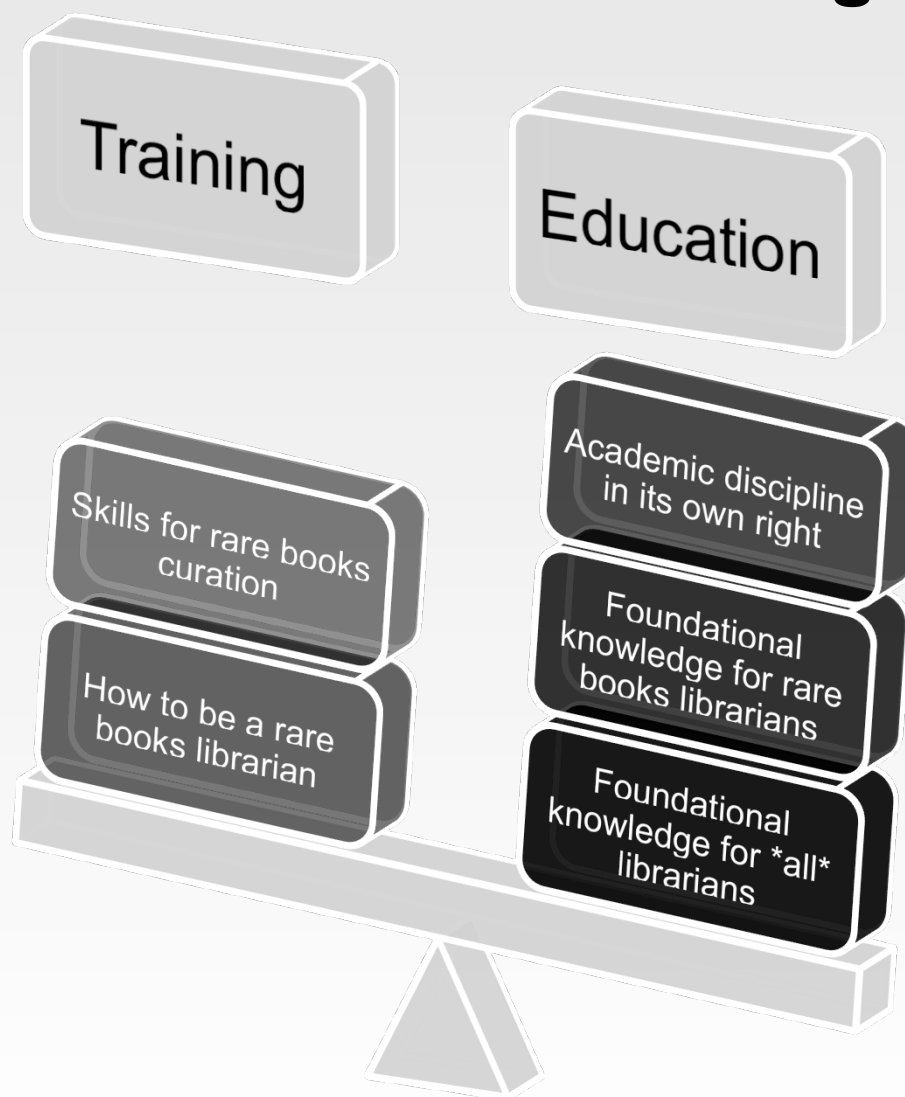 Training
Education
Skills for rare books
curation
How to be a rare
books librarian
Academic discipline
in its own right
Foundational
knowledge for rare
books librarians
Foundational
knowledge for *all*
librarians